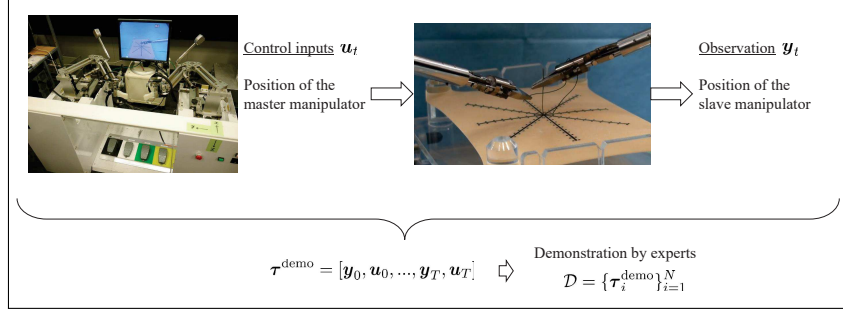 Control inputs u_t
Position of the
master manipulator
Observation y_t
Position of the
slave manipulator
τ^demo = [y_0, u_0, ..., y_T, u_T]
Demonstration by experts
D = {τ_i^demo}_{i=1}^N